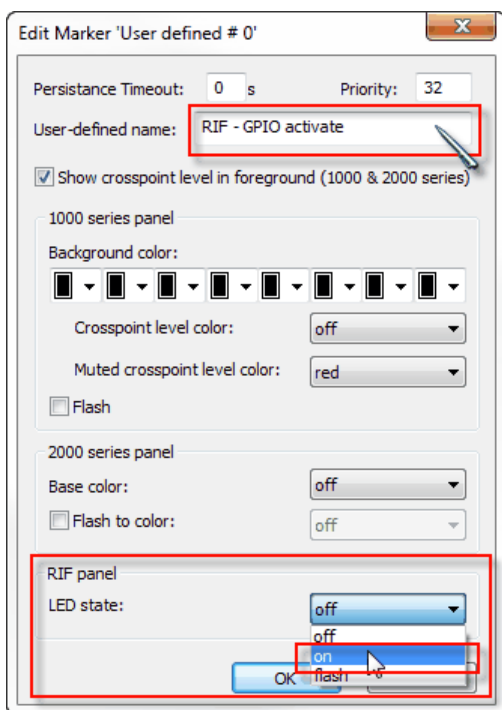 Edit Marker 'User defined # 0'
Persistance Timeout: 0 s Priority: 32
User-defined name: RIF - GPIO activate
Show crosspoint level in foreground (1000 & 2000 series)
1000 series panel
Background color:
Crosspoint level color: off
Muted crosspoint level color: red
Flash
2000 series panel
Base color: off
Flash to color: off
RIF panel
LED state: off
off
on
flash
OK